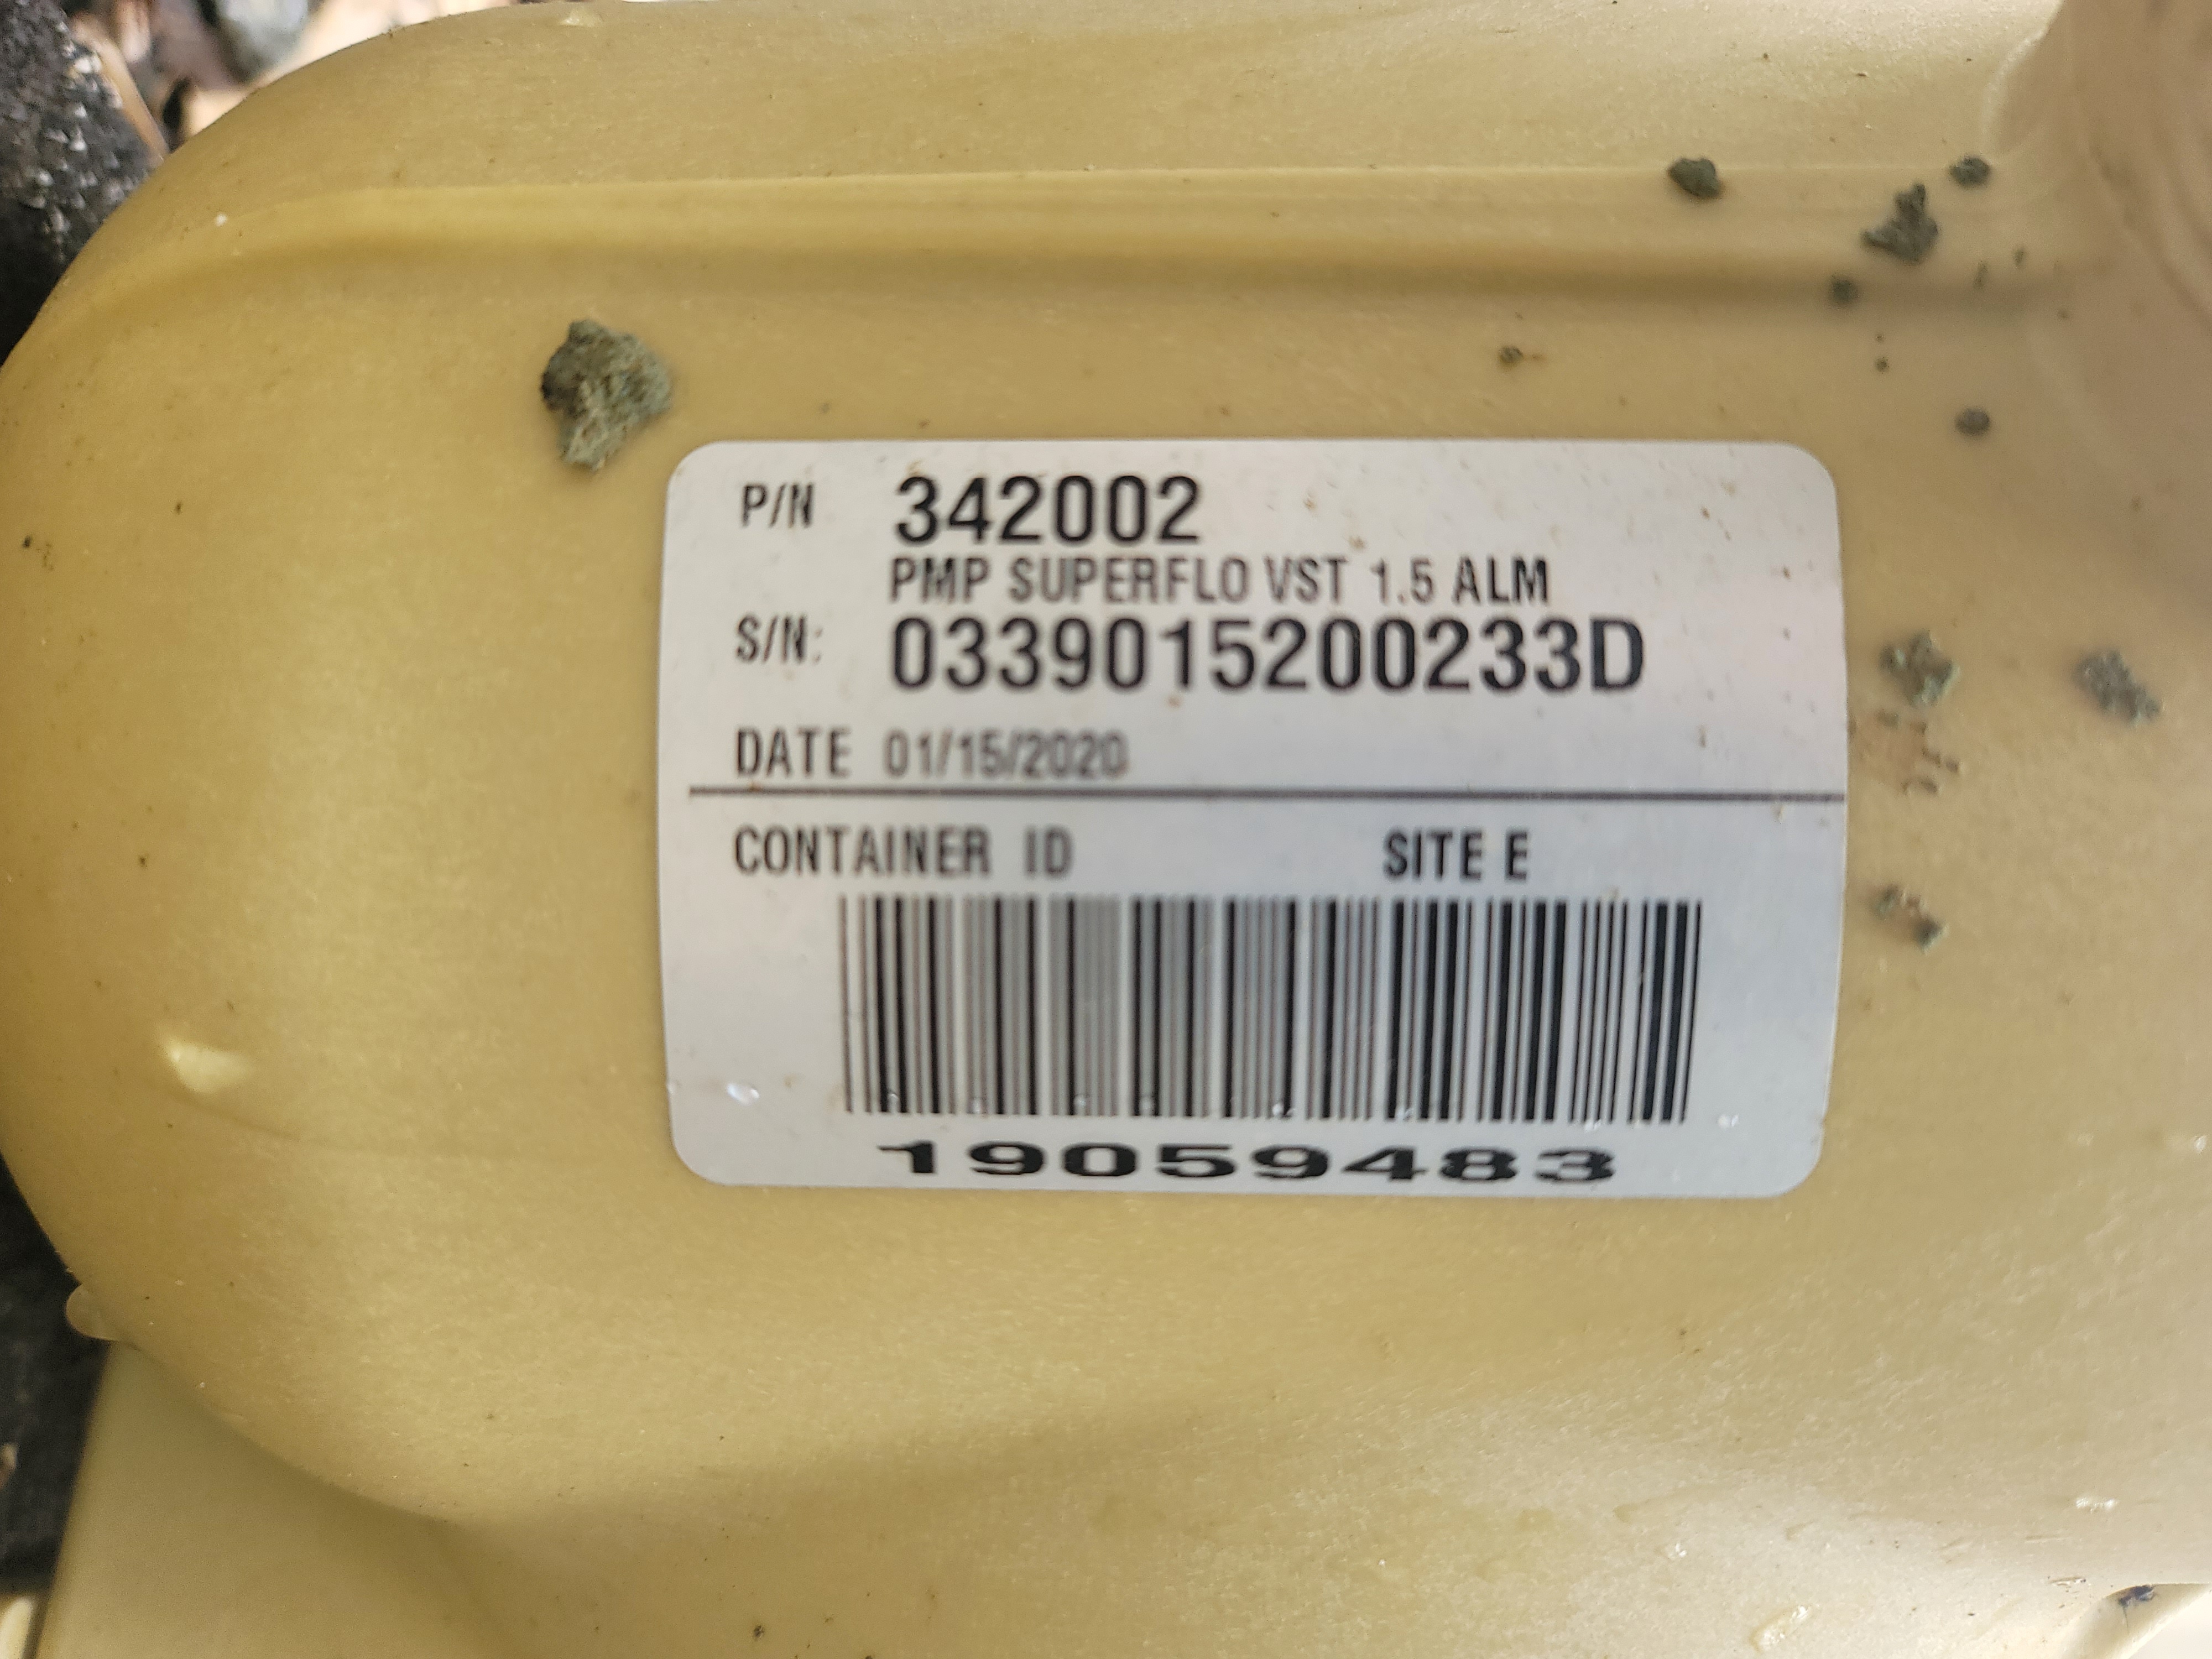 P/N 342002
PMP SUPERFLO VST 1.5 ALM
S/N: 0339015200233D
DATE 01/15/2020
CONTAINER ID SITE E
19059483